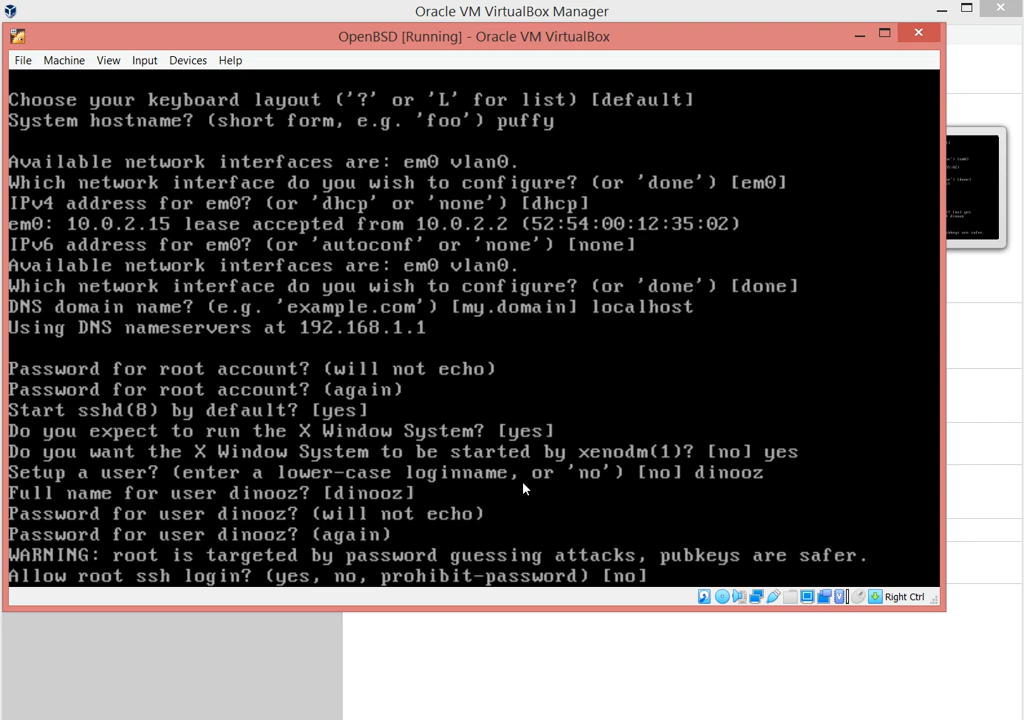 Oracle VM VirtualBox Manager
OpenBSD [Running] - Oracle VM VirtualBox
File Machine View Input Devices Help
Choose your keyboard layout ('?' or 'L' for list) [default]
System hostname? (short form, e.g. 'foo') puffy
Available network interfaces are: em0 vlan0.
Which network interface do you wish to configure? (or 'done') [em0]
IPv4 address for em0? (or 'dhcp' or 'none') [dhcp]
em0: 10.0.2.15 lease accepted from 10.0.2.2 (52:54:00:12:35:02)
IPv6 address for em0? (or 'autoconf' or 'none') [none]
Available network interfaces are: em0 vlan0.
Which network interface do you wish to configure? (or 'done') [done]
DNS domain name? (e.g. 'example.com') [my.domain] localhost
Using DNS nameservers at 192.168.1.1
Password for root account? (will not echo)
Password for root account? (again)
Start sshd(8) by default? [yes]
Do you expect to run the X Window System? [yes]
Do you want the X Window System to be started by xenodm(1)? [no] yes
Setup a user? (enter a lower-case loginname, or 'no') [no] dinooz
Full name for user dinooz? [dinooz]
Password for user dinooz? (will not echo)
Password for user dinooz? (again)
WARNING: root is targeted by password guessing attacks, pubkeys are safer.
Allow root ssh login? (yes, no, prohibit-password) [no]
Right Ctrl